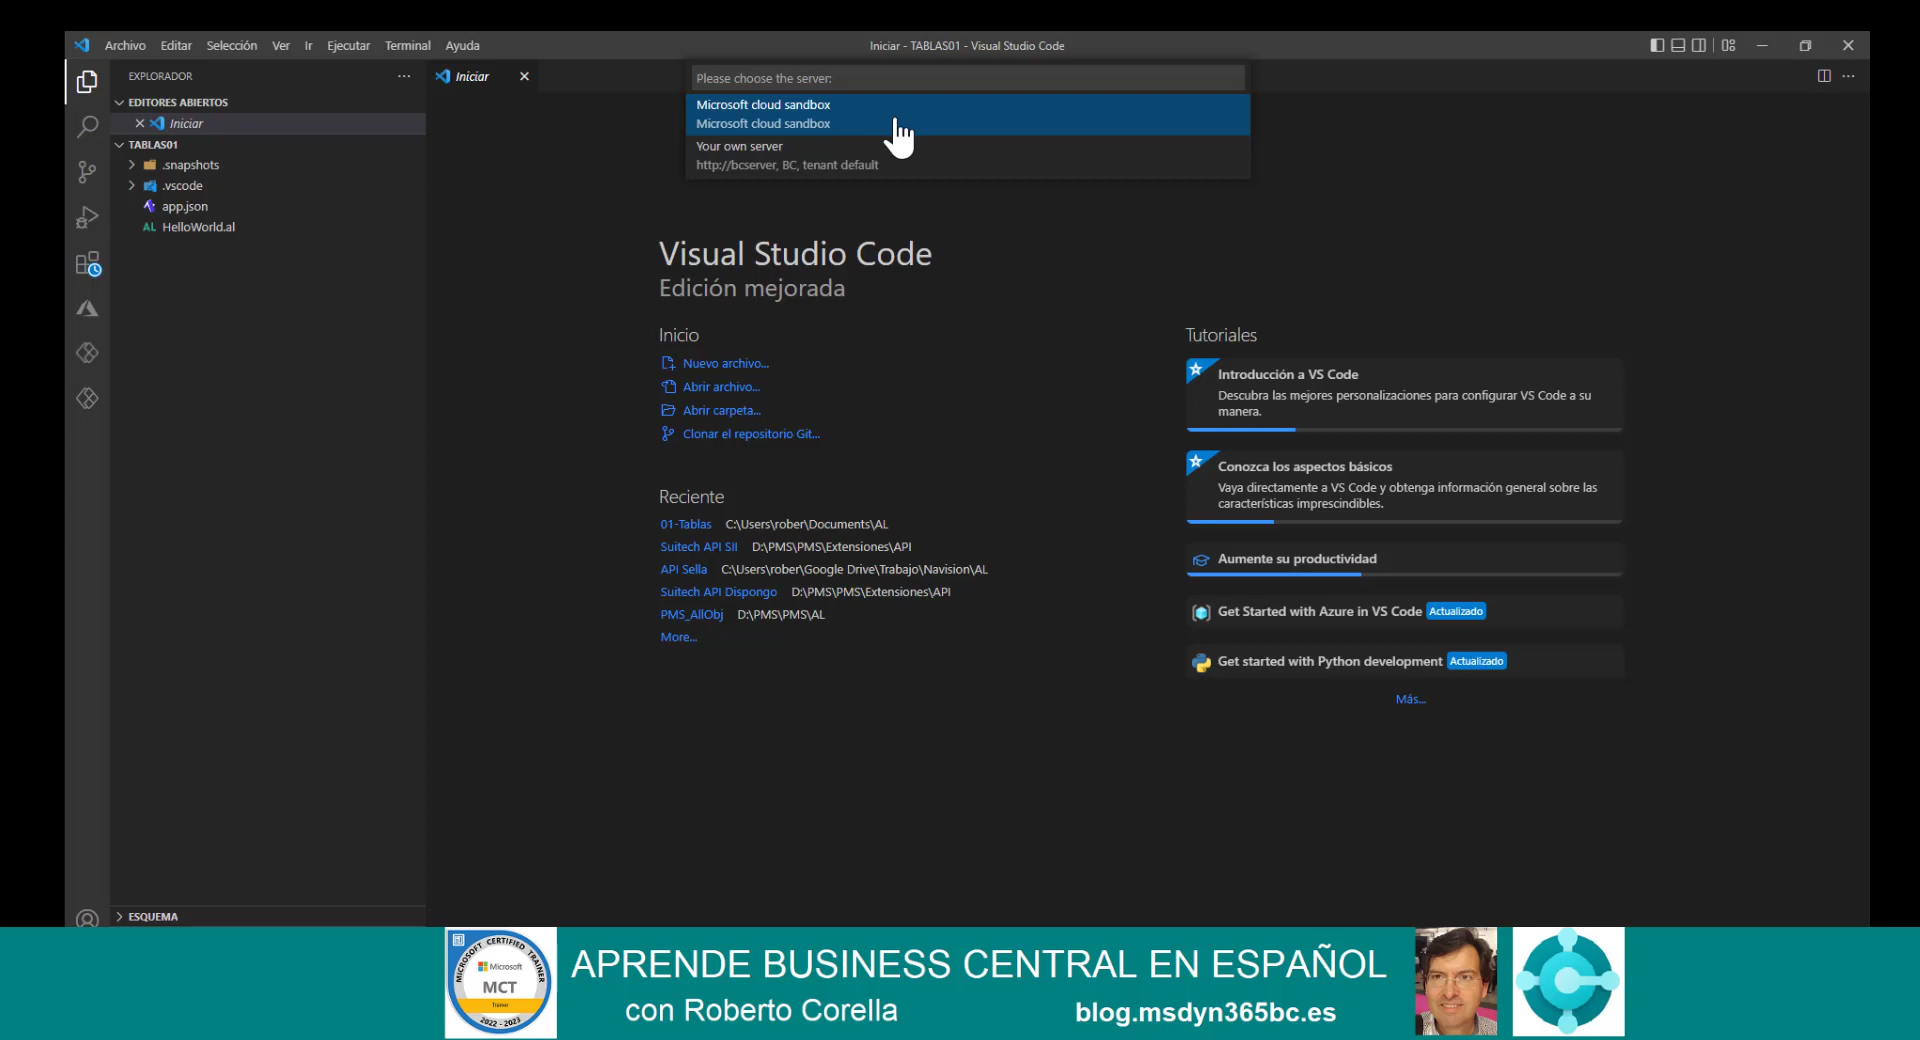 Archivo Editar Selección Ver Ir Ejecutar Terminal Ayuda
Iniciar - TABLAS01 - Visual Studio Code
EXPLORADOR
Iniciar
Please choose the server:
Microsoft cloud sandbox
Microsoft cloud sandbox
Your own server
http://bcserver, BC, tenant default
EDITORES ABIERTOS
Iniciar
TABLAS01
.snapshots
.vscode
app.json
AL HelloWorld.al
ESQUEMA
Visual Studio Code
Edición mejorada
Inicio
Nuevo archivo...
Abrir archivo...
Abrir carpeta...
Clonar el repositorio Git...
Reciente
01-Tablas C:\Users\rober\Documents\AL
Suitech API SII D:\PMS\PMS\Extensiones\API
API Sella C:\Users\rober\Google Drive\Trabajo\Navision\AL
Suitech API Dispongo D:\PMS\PMS\Extensiones\API
PMS_AllObj D:\PMS\PMS\AL
More...
Tutoriales
Introducción a VS Code
Descubra las mejores personalizaciones para configurar VS Code a su
manera.
Conozca los aspectos básicos
Vaya directamente a VS Code y obtenga información general sobre las
características imprescindibles.
Aumente su productividad
Get Started with Azure in VS Code Actualizado
Get started with Python development Actualizado
Más...
MICROSOFT CERTIFIED TRAINER
Microsoft
MCT
Trainer
2022 - 2023
APRENDE BUSINESS CENTRAL EN ESPAÑOL
con Roberto Corella
blog.msdyn365bc.es